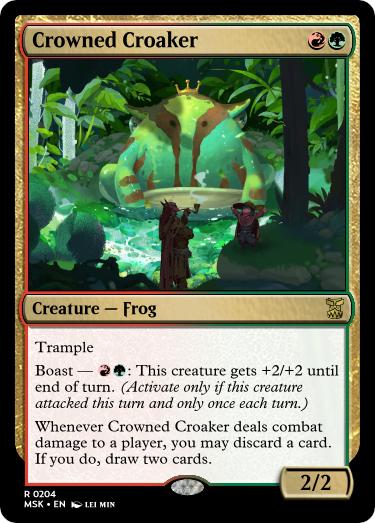 Crowned Croaker
Creature — Frog
Trample
Boast — : This creature gets +2/+2 until
end of turn. (Activate only if this creature
attacked this turn and only once each turn.)
Whenever Crowned Croaker deals combat
damage to a player, you may discard a card.
If you do, draw two cards.
2/2
R 0204
MSK • EN LEI MIN